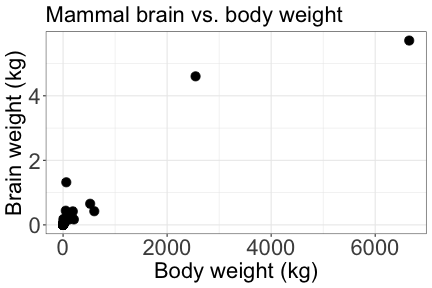 Mammal brain vs. body weight
Brain weight (kg)
4
2
0
0 2000 4000 6000
Body weight (kg)